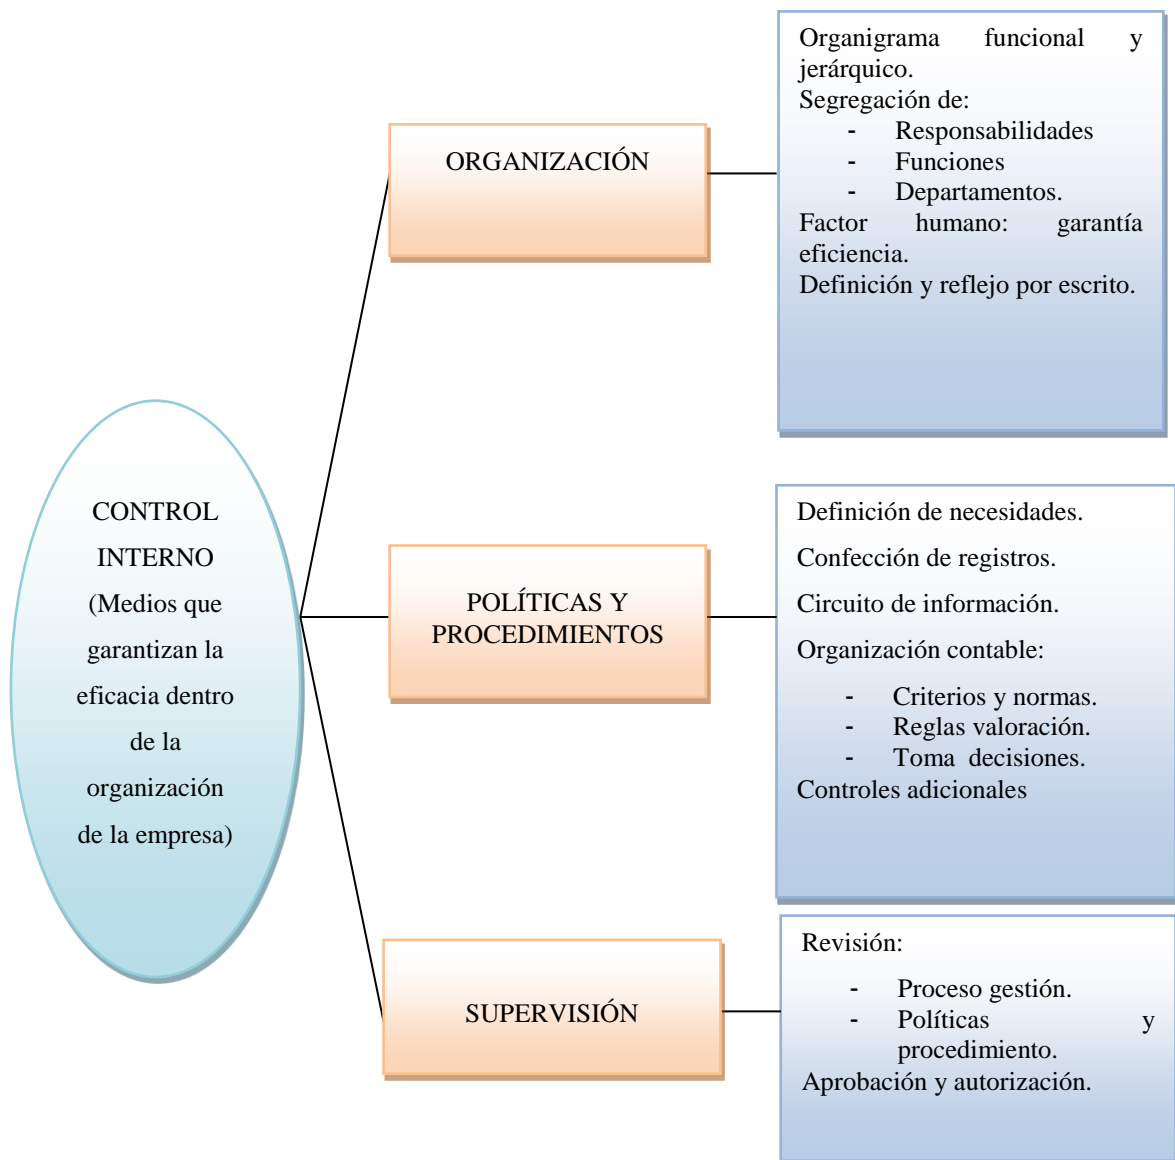 CONTROL
INTERNO
(Medios que
garantizan la
eficacia dentro
de la
organización
de la empresa)
ORGANIZACIÓN
Organigrama funcional y
jerárquico.
Segregación de:
- Responsabilidades
- Funciones
- Departamentos.
Factor humano: garantía
eficiencia.
Definición y reflejo por escrito.
POLÍTICAS Y
PROCEDIMIENTOS
Definición de necesidades.
Confección de registros.
Circuito de información.
Organización contable:
- Criterios y normas.
- Reglas valoración.
- Toma decisiones.
Controles adicionales
SUPERVISIÓN
Revisión:
- Proceso gestión.
- Políticas y
procedimiento.
Aprobación y autorización.